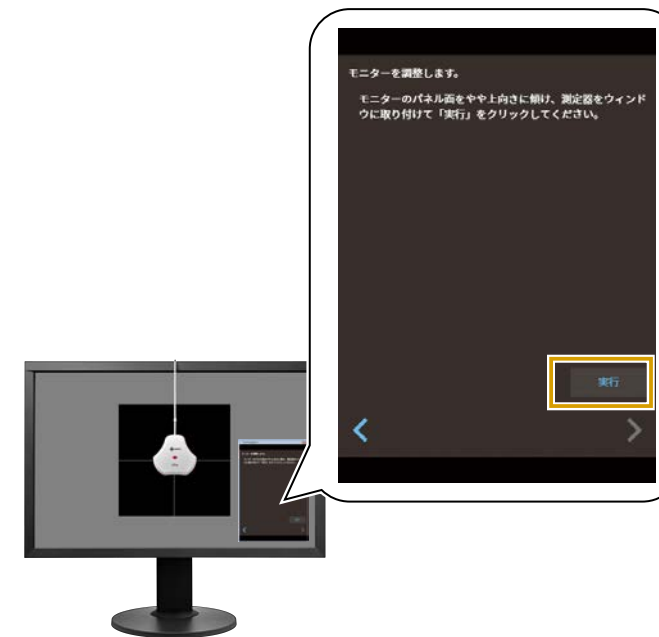 モニターを調整します。
モニターのパネル面をやや上向きに傾け、測定器をウィンド
ウに取り付けて「実行」をクリックしてください。
実行